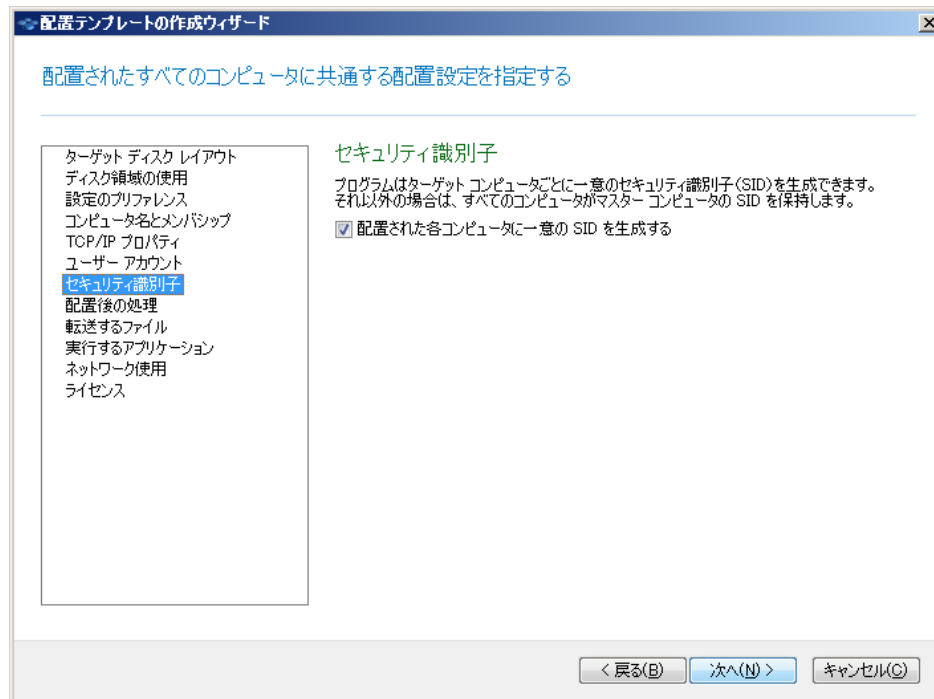 配置テンプレートの作成ウィザード
配置されたすべてのコンピュータに共通する配置設定を指定する
ターゲット ディスク レイアウト
ディスク領域の使用
設定のプリファレンス
コンピュータ名とメンバシップ
TCP/IP プロパティ
ユーザー アカウント
セキュリティ識別子
配置後の処理
転送するファイル
実行するアプリケーション
ネットワーク使用
ライセンス
セキュリティ識別子
プログラムはターゲット コンピュータごとに一意のセキュリティ識別子(SID)を生成できます。
それ以外の場合は、すべてのコンピュータがマスター コンピュータの SID を保持します。
配置された各コンピュータに一意の SID を生成する
< 戻る(B)
次へ(N) >
キャンセル(C)